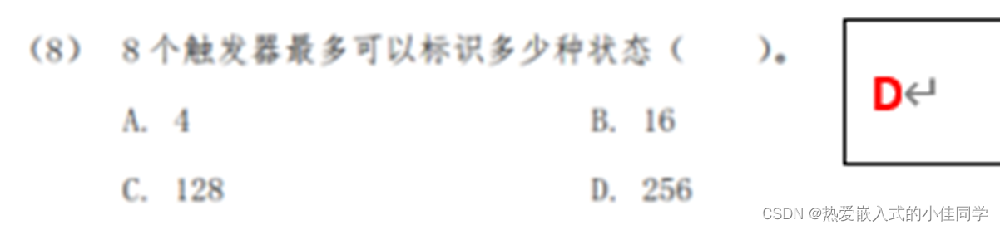 (8) 8个触发器最多可以标识多少种状态（ ）。
A. 4 B. 16
C. 128 D. 256
D↵
CSDN @热爱嵌入式的小佳同学